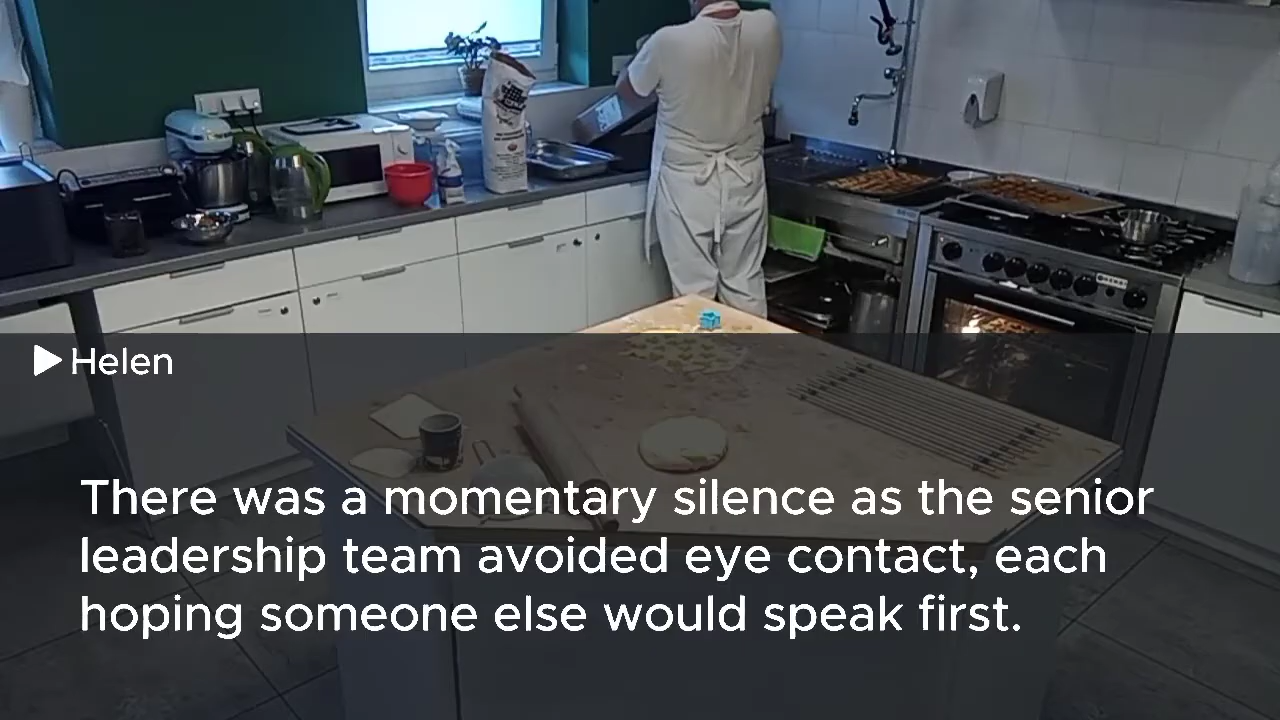 Helen
There was a momentary silence as the senior
leadership team avoided eye contact, each
hoping someone else would speak first.